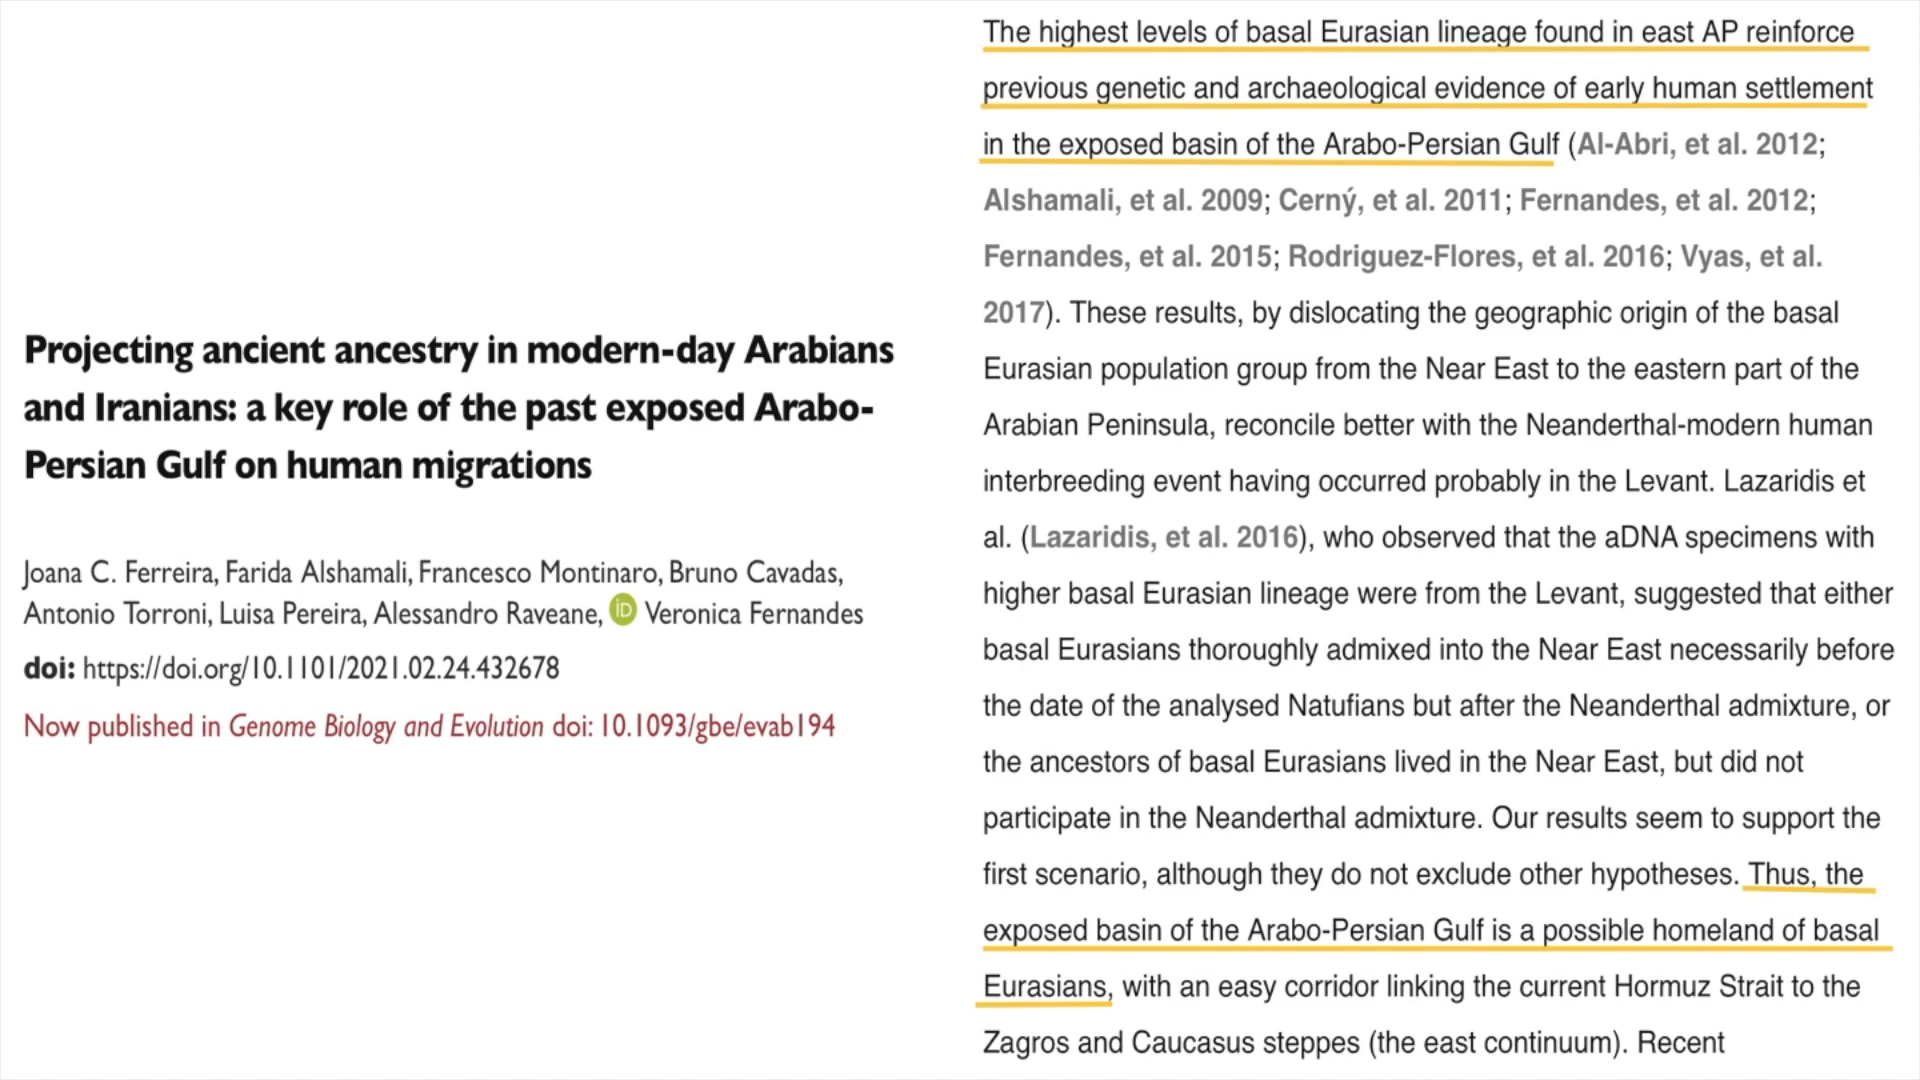 Projecting ancient ancestry in modern-day Arabians
and Iranians: a key role of the past exposed Arabo-
Persian Gulf on human migrations
Joana C. Ferreira, Farida Alshamali, Francesco Montinaro, Bruno Cavadas,
Antonio Torroni, Luisa Pereira, Alessandro Raveane, iD Veronica Fernandes
doi: https://doi.org/10.1101/2021.02.24.432678
Now published in Genome Biology and Evolution doi: 10.1093/gbe/evab194
The highest levels of basal Eurasian lineage found in east AP reinforce
previous genetic and archaeological evidence of early human settlement
in the exposed basin of the Arabo-Persian Gulf (Al-Abri, et al. 2012;
Alshamali, et al. 2009; Cerný, et al. 2011; Fernandes, et al. 2012;
Fernandes, et al. 2015; Rodriguez-Flores, et al. 2016; Vyas, et al.
2017). These results, by dislocating the geographic origin of the basal
Eurasian population group from the Near East to the eastern part of the
Arabian Peninsula, reconcile better with the Neanderthal-modern human
interbreeding event having occurred probably in the Levant. Lazaridis et
al. (Lazaridis, et al. 2016), who observed that the aDNA specimens with
higher basal Eurasian lineage were from the Levant, suggested that either
basal Eurasians thoroughly admixed into the Near East necessarily before
the date of the analysed Natufians but after the Neanderthal admixture, or
the ancestors of basal Eurasians lived in the Near East, but did not
participate in the Neanderthal admixture. Our results seem to support the
first scenario, although they do not exclude other hypotheses. Thus, the
exposed basin of the Arabo-Persian Gulf is a possible homeland of basal
Eurasians, with an easy corridor linking the current Hormuz Strait to the
Zagros and Caucasus steppes (the east continuum). Recent